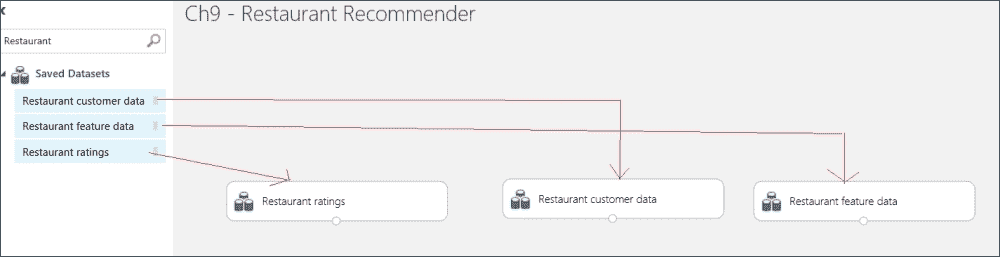 Ch9 - Restaurant Recommender
Restaurant
Saved Datasets
Restaurant customer data
Restaurant feature data
Restaurant ratings
Restaurant ratings
Restaurant customer data
Restaurant feature data